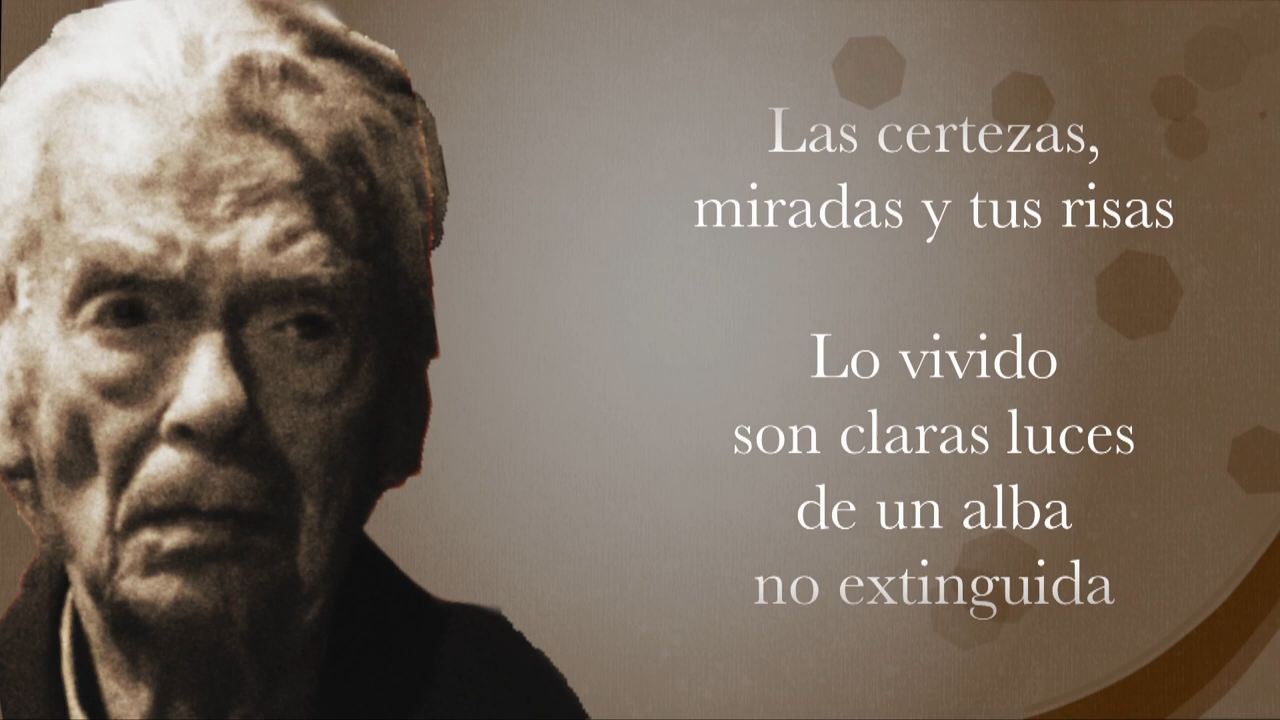 Las certezas,
miradas y tus risas
Lo vivido
son claras luces
de un alba
no extinguida